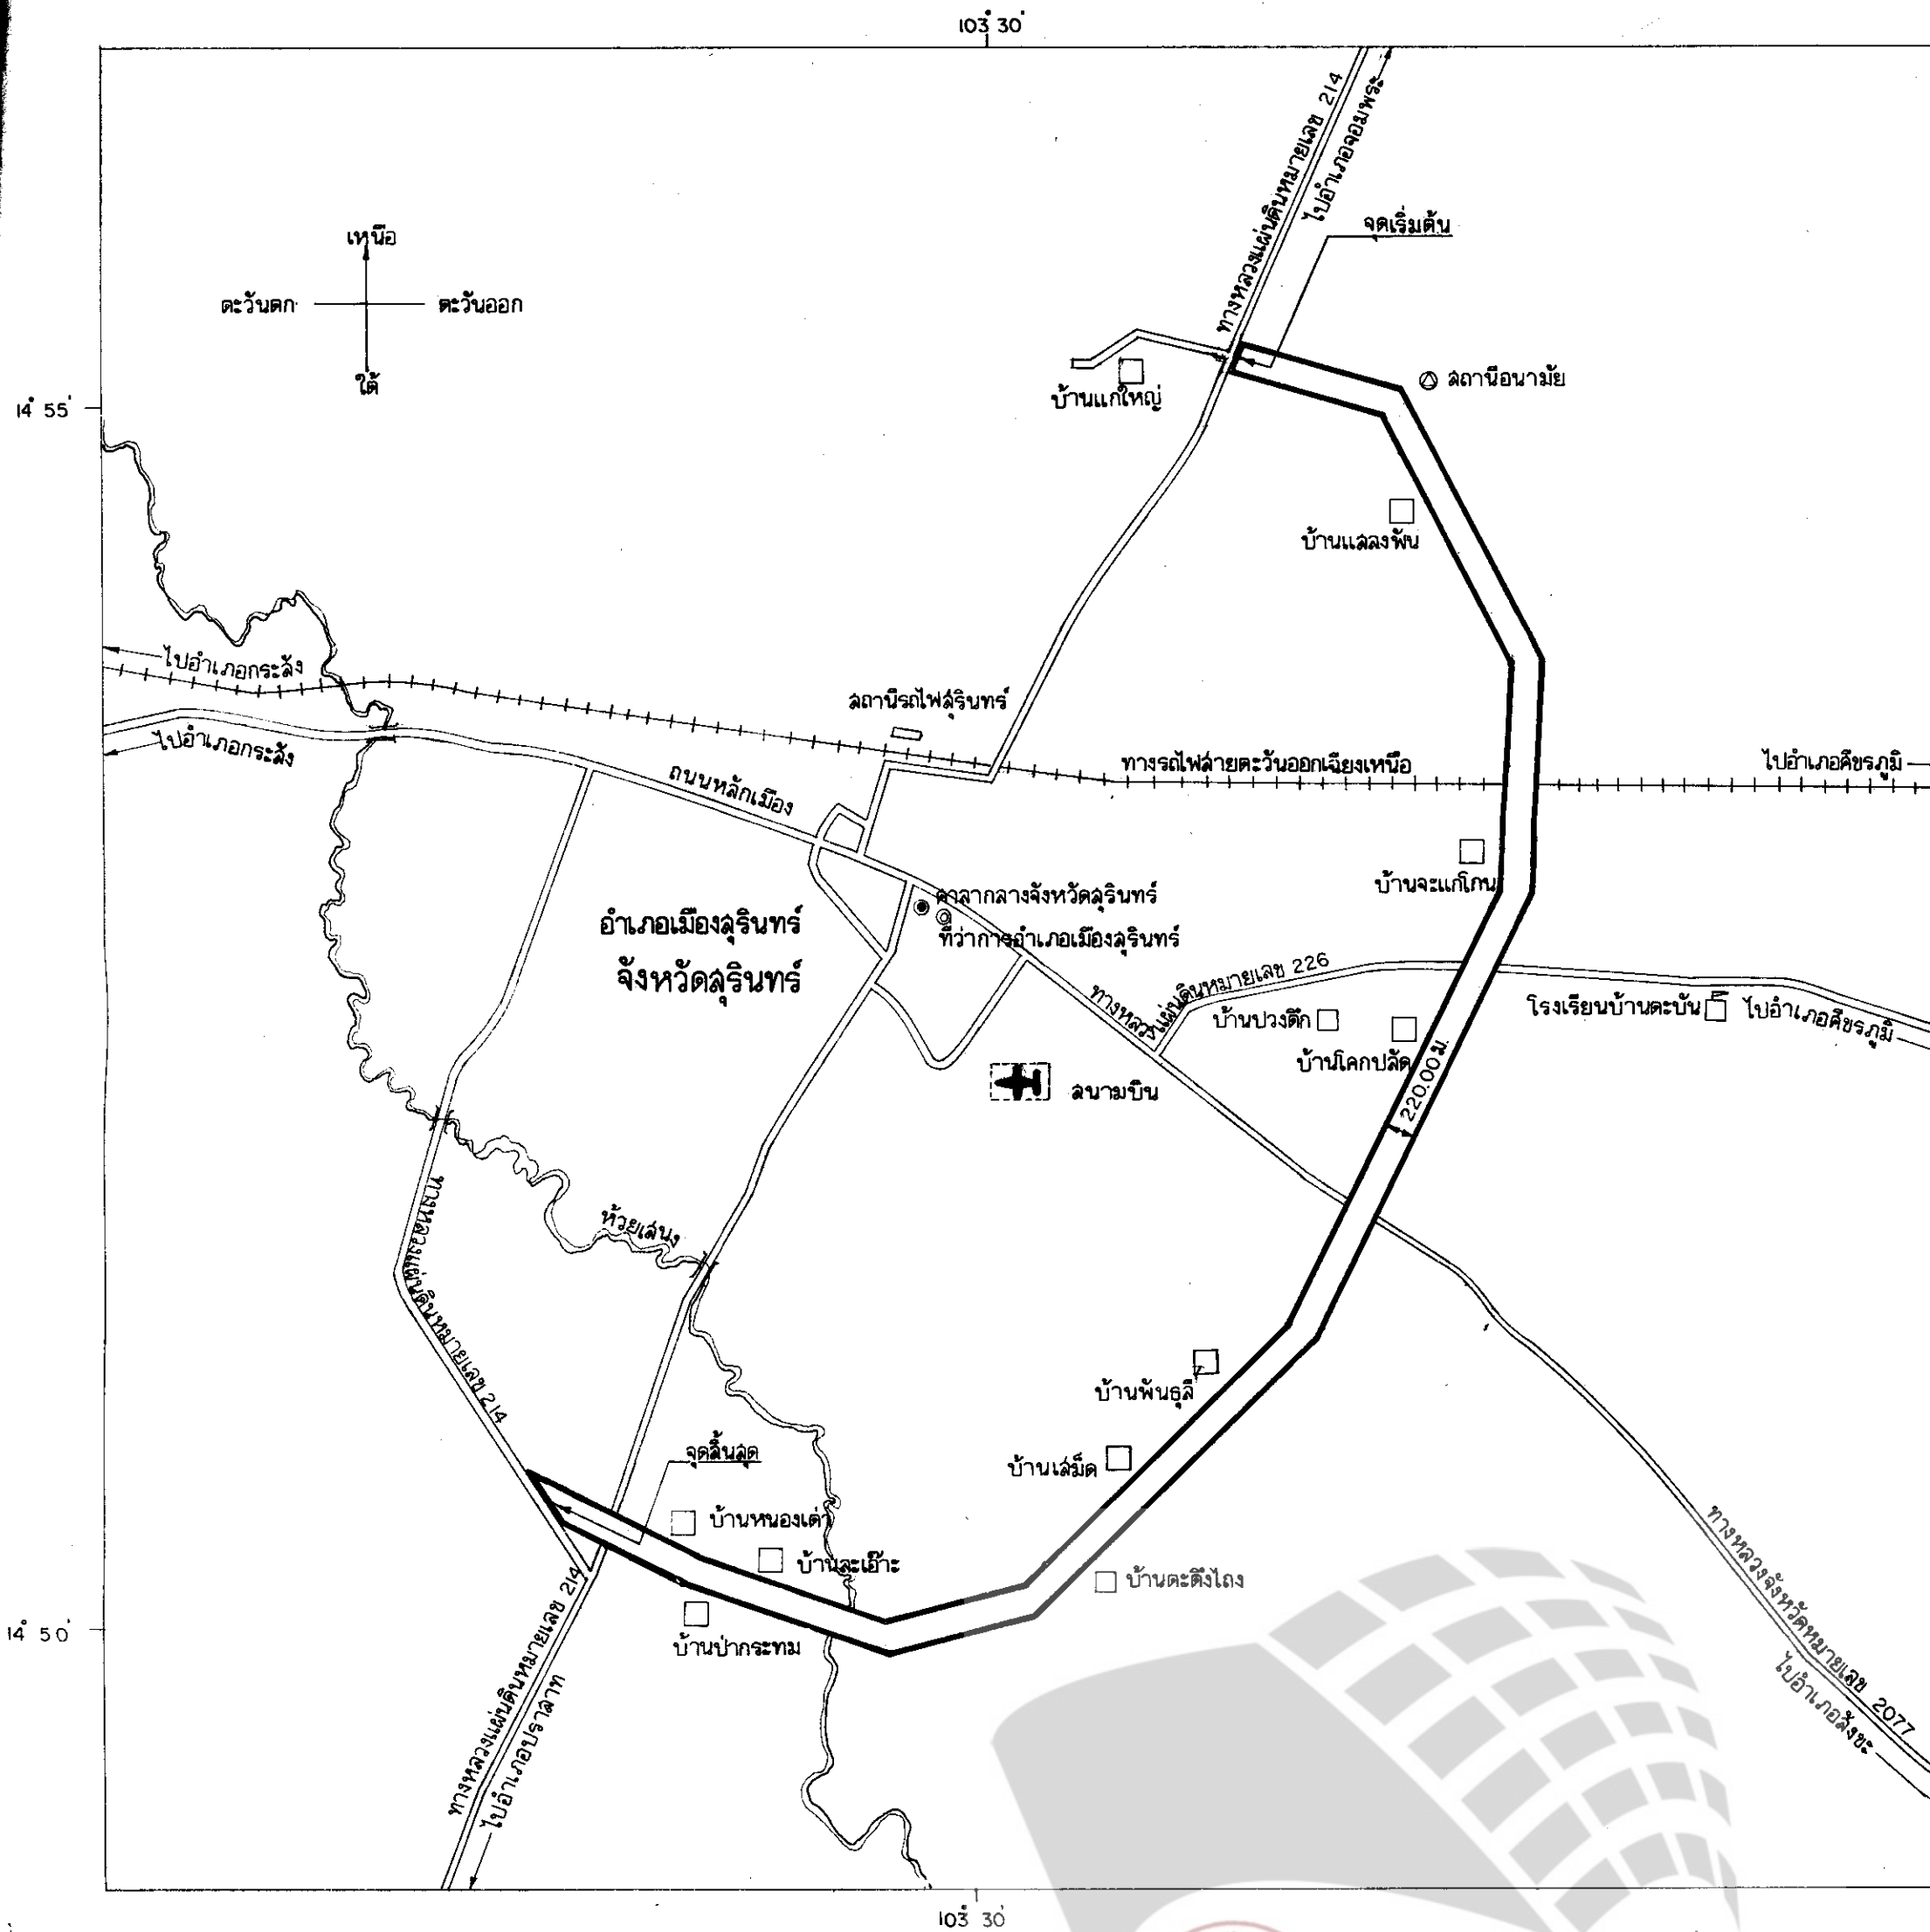 103° 30'
ทางหลวงแผ่นดินหมายเลข 214
ไปอำเภอจอมพระ
จุดเริ่มต้น
เหนือ
ตะวันตก
ตะวันออก
ใต้
สถานีอนามัย
บ้านแกใหญ่
14° 55'
บ้านแสลงพัน
ไปอำเภอกระสัง
สถานีรถไฟสุรินทร์
ไปอำเภอกระสัง
ทางรถไฟสายตะวันออกเฉียงเหนือ
ไปอำเภอศีขรภูมิ
ถนนหลักเมือง
บ้านจะแกโกน
ศาลากลางจังหวัดสุรินทร์
อำเภอเมืองสุรินทร์
ที่ว่าการอำเภอเมืองสุรินทร์
จังหวัดสุรินทร์
ทางหลวงแผ่นดินหมายเลข 226
บ้านปวงตึก
โรงเรียนบ้านตะบัน
ไปอำเภอศีขรภูมิ
บ้านโคกปลัด
220.00 ม.
สนามบิน
ห้วยเสนง
ทางหลวงแผ่นดินหมายเลข 214
บ้านพันธุลี
จุดสิ้นสุด
บ้านเสม็ด
บ้านหนองเต่า
บ้านละเอ๊าะ
บ้านตะตึงไถง
14° 50'
บ้านป่ากระทม
ทางหลวงแผ่นดินหมายเลข 214
ไปอำเภอปราสาท
ทางหลวงจังหวัดหมายเลข 2077
ไปอำเภอสังขะ
103° 30'